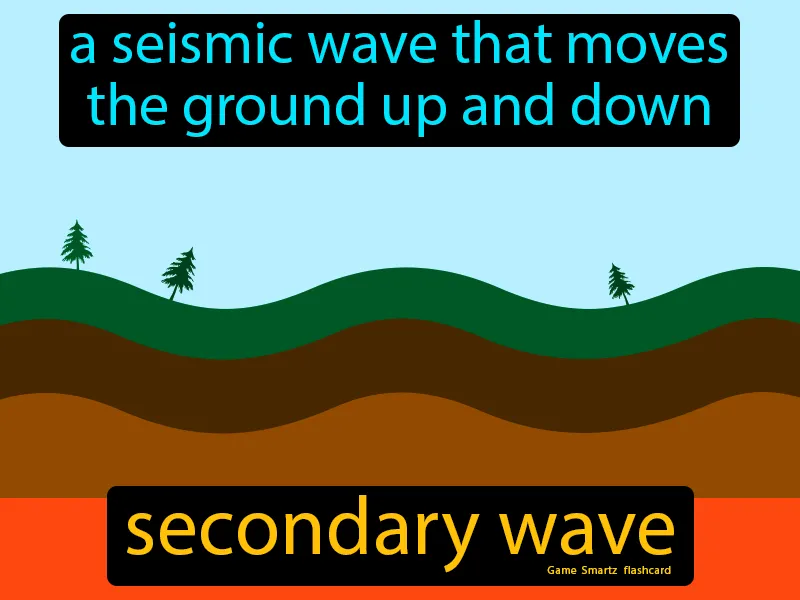 a seismic wave that moves
the ground up and down
secondary wave
Game Smartz flashcard